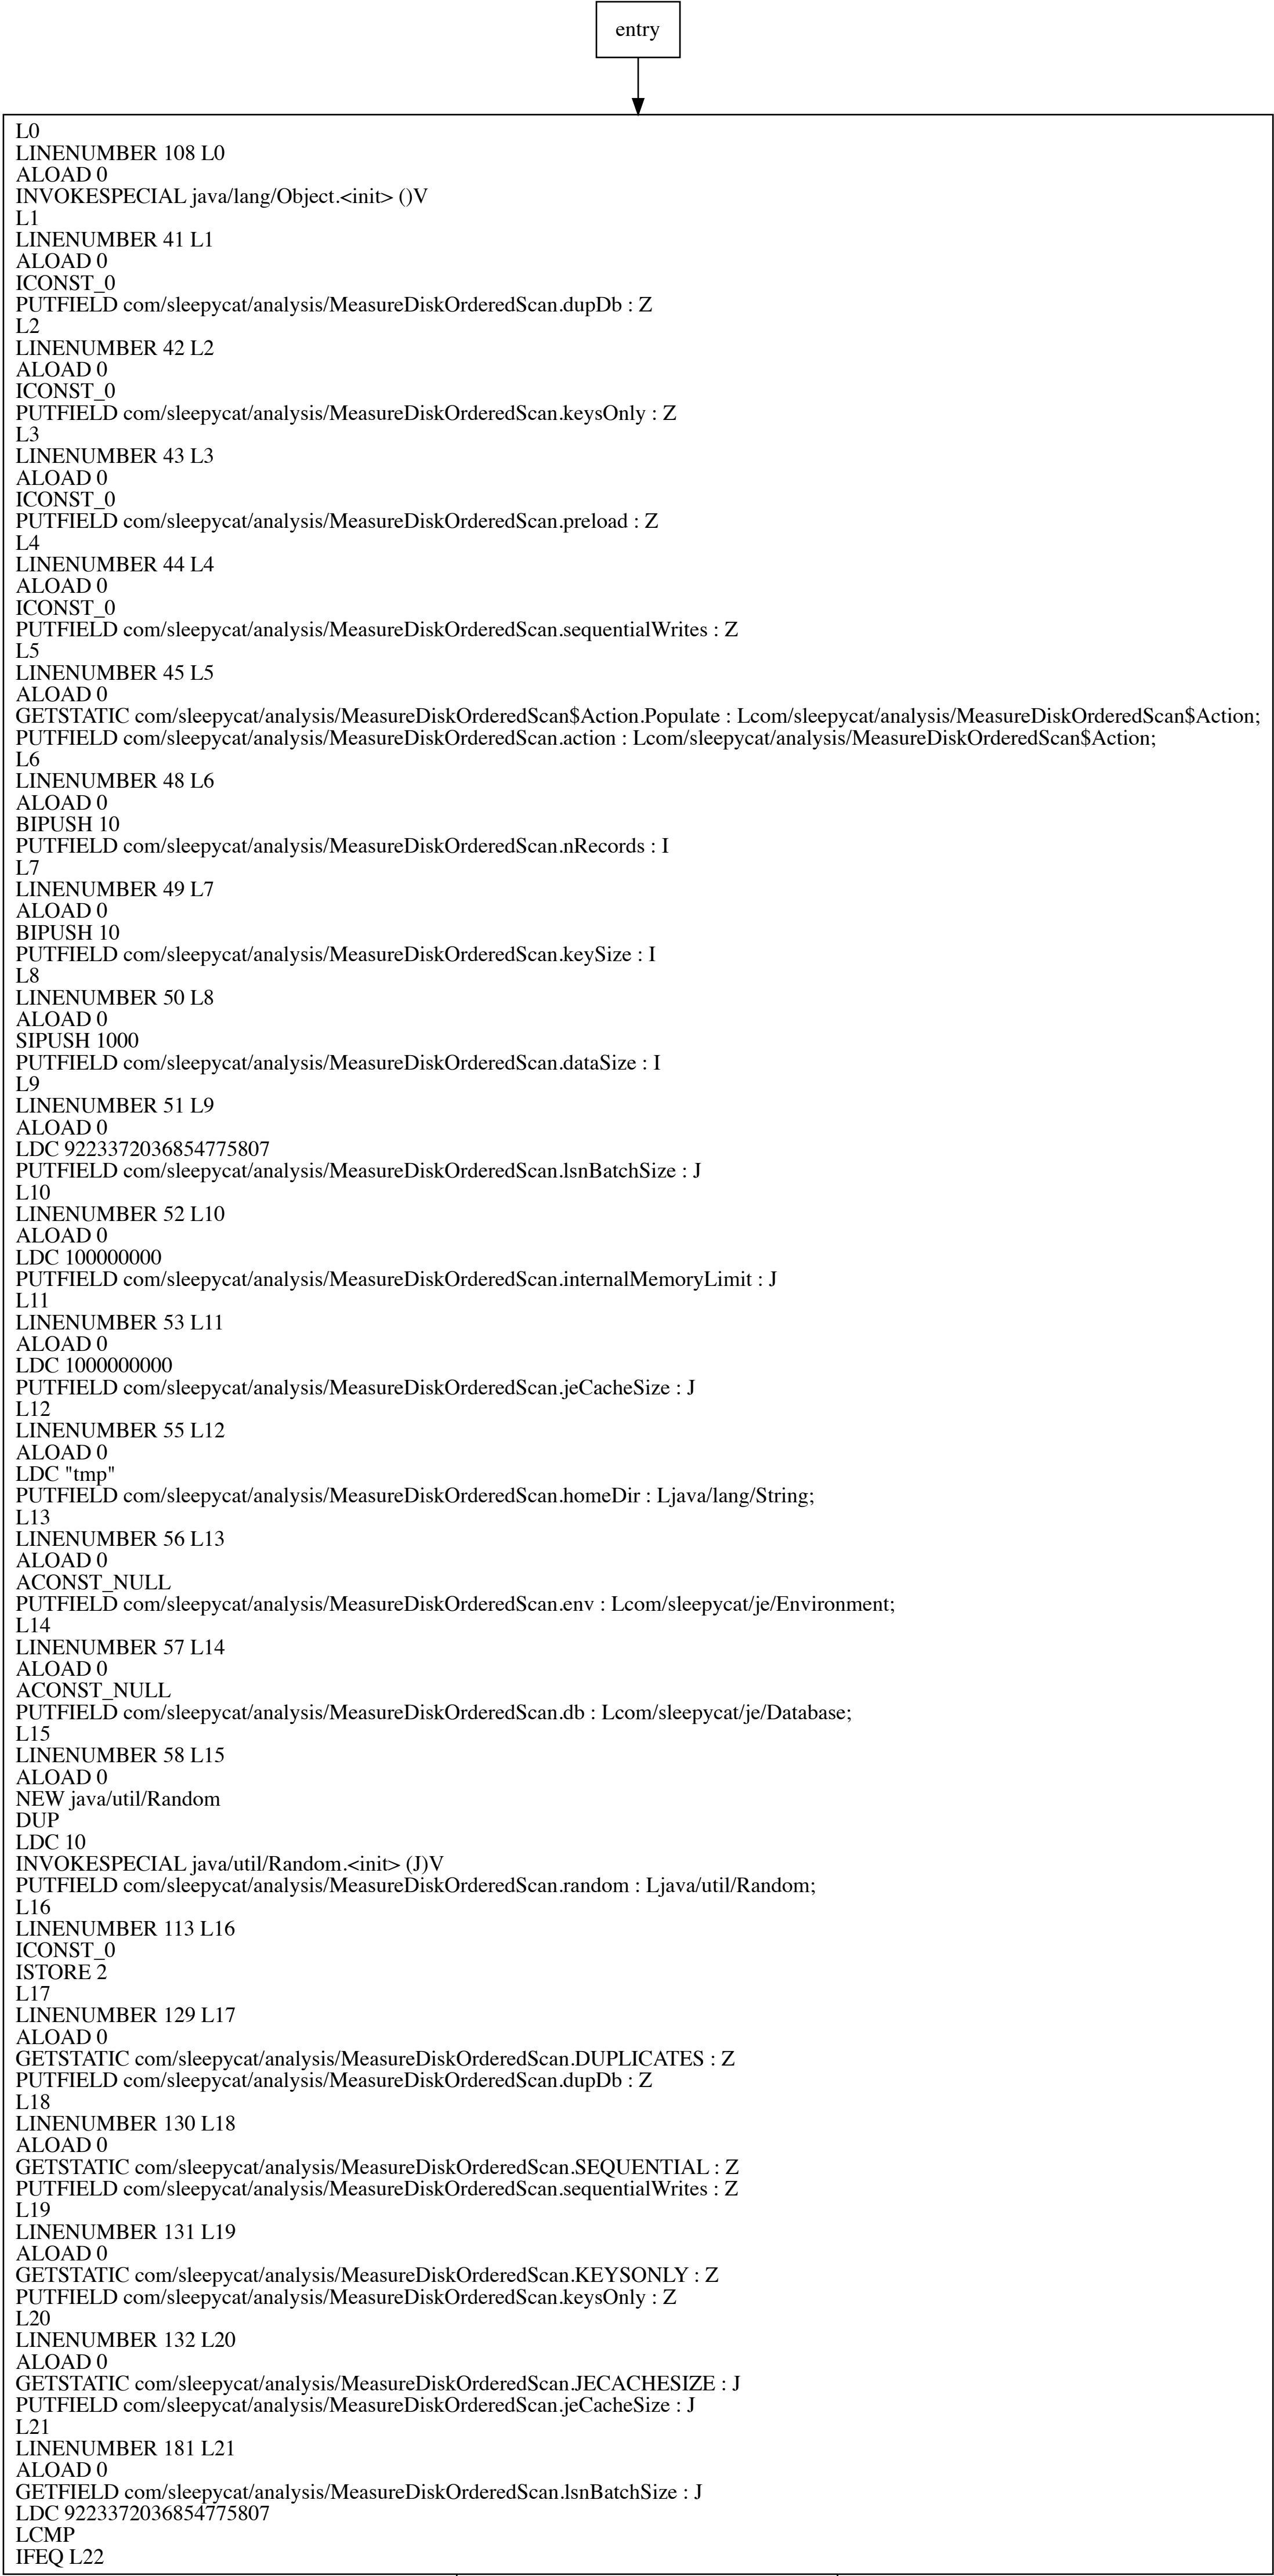 entry
L0
LINENUMBER 108 L0
ALOAD 0
INVOKESPECIAL java/lang/Object.<init> ()V
L1
LINENUMBER 41 L1
ALOAD 0
ICONST_0
PUTFIELD com/sleepycat/analysis/MeasureDiskOrderedScan.dupDb : Z
L2
LINENUMBER 42 L2
ALOAD 0
ICONST_0
PUTFIELD com/sleepycat/analysis/MeasureDiskOrderedScan.keysOnly : Z
L3
LINENUMBER 43 L3
ALOAD 0
ICONST_0
PUTFIELD com/sleepycat/analysis/MeasureDiskOrderedScan.preload : Z
L4
LINENUMBER 44 L4
ALOAD 0
ICONST_0
PUTFIELD com/sleepycat/analysis/MeasureDiskOrderedScan.sequentialWrites : Z
L5
LINENUMBER 45 L5
ALOAD 0
GETSTATIC com/sleepycat/analysis/MeasureDiskOrderedScan$Action.Populate : Lcom/sleepycat/analysis/MeasureDiskOrderedScan$Action;
PUTFIELD com/sleepycat/analysis/MeasureDiskOrderedScan.action : Lcom/sleepycat/analysis/MeasureDiskOrderedScan$Action;
L6
LINENUMBER 48 L6
ALOAD 0
BIPUSH 10
PUTFIELD com/sleepycat/analysis/MeasureDiskOrderedScan.nRecords : I
L7
LINENUMBER 49 L7
ALOAD 0
BIPUSH 10
PUTFIELD com/sleepycat/analysis/MeasureDiskOrderedScan.keySize : I
L8
LINENUMBER 50 L8
ALOAD 0
SIPUSH 1000
PUTFIELD com/sleepycat/analysis/MeasureDiskOrderedScan.dataSize : I
L9
LINENUMBER 51 L9
ALOAD 0
LDC 9223372036854775807
PUTFIELD com/sleepycat/analysis/MeasureDiskOrderedScan.lsnBatchSize : J
L10
LINENUMBER 52 L10
ALOAD 0
LDC 100000000
PUTFIELD com/sleepycat/analysis/MeasureDiskOrderedScan.internalMemoryLimit : J
L11
LINENUMBER 53 L11
ALOAD 0
LDC 1000000000
PUTFIELD com/sleepycat/analysis/MeasureDiskOrderedScan.jeCacheSize : J
L12
LINENUMBER 55 L12
ALOAD 0
LDC "tmp"
PUTFIELD com/sleepycat/analysis/MeasureDiskOrderedScan.homeDir : Ljava/lang/String;
L13
LINENUMBER 56 L13
ALOAD 0
ACONST_NULL
PUTFIELD com/sleepycat/analysis/MeasureDiskOrderedScan.env : Lcom/sleepycat/je/Environment;
L14
LINENUMBER 57 L14
ALOAD 0
ACONST_NULL
PUTFIELD com/sleepycat/analysis/MeasureDiskOrderedScan.db : Lcom/sleepycat/je/Database;
L15
LINENUMBER 58 L15
ALOAD 0
NEW java/util/Random
DUP
LDC 10
INVOKESPECIAL java/util/Random.<init> (J)V
PUTFIELD com/sleepycat/analysis/MeasureDiskOrderedScan.random : Ljava/util/Random;
L16
LINENUMBER 113 L16
ICONST_0
ISTORE 2
L17
LINENUMBER 129 L17
ALOAD 0
GETSTATIC com/sleepycat/analysis/MeasureDiskOrderedScan.DUPLICATES : Z
PUTFIELD com/sleepycat/analysis/MeasureDiskOrderedScan.dupDb : Z
L18
LINENUMBER 130 L18
ALOAD 0
GETSTATIC com/sleepycat/analysis/MeasureDiskOrderedScan.SEQUENTIAL : Z
PUTFIELD com/sleepycat/analysis/MeasureDiskOrderedScan.sequentialWrites : Z
L19
LINENUMBER 131 L19
ALOAD 0
GETSTATIC com/sleepycat/analysis/MeasureDiskOrderedScan.KEYSONLY : Z
PUTFIELD com/sleepycat/analysis/MeasureDiskOrderedScan.keysOnly : Z
L20
LINENUMBER 132 L20
ALOAD 0
GETSTATIC com/sleepycat/analysis/MeasureDiskOrderedScan.JECACHESIZE : J
PUTFIELD com/sleepycat/analysis/MeasureDiskOrderedScan.jeCacheSize : J
L21
LINENUMBER 181 L21
ALOAD 0
GETFIELD com/sleepycat/analysis/MeasureDiskOrderedScan.lsnBatchSize : J
LDC 9223372036854775807
LCMP
IFEQ L22